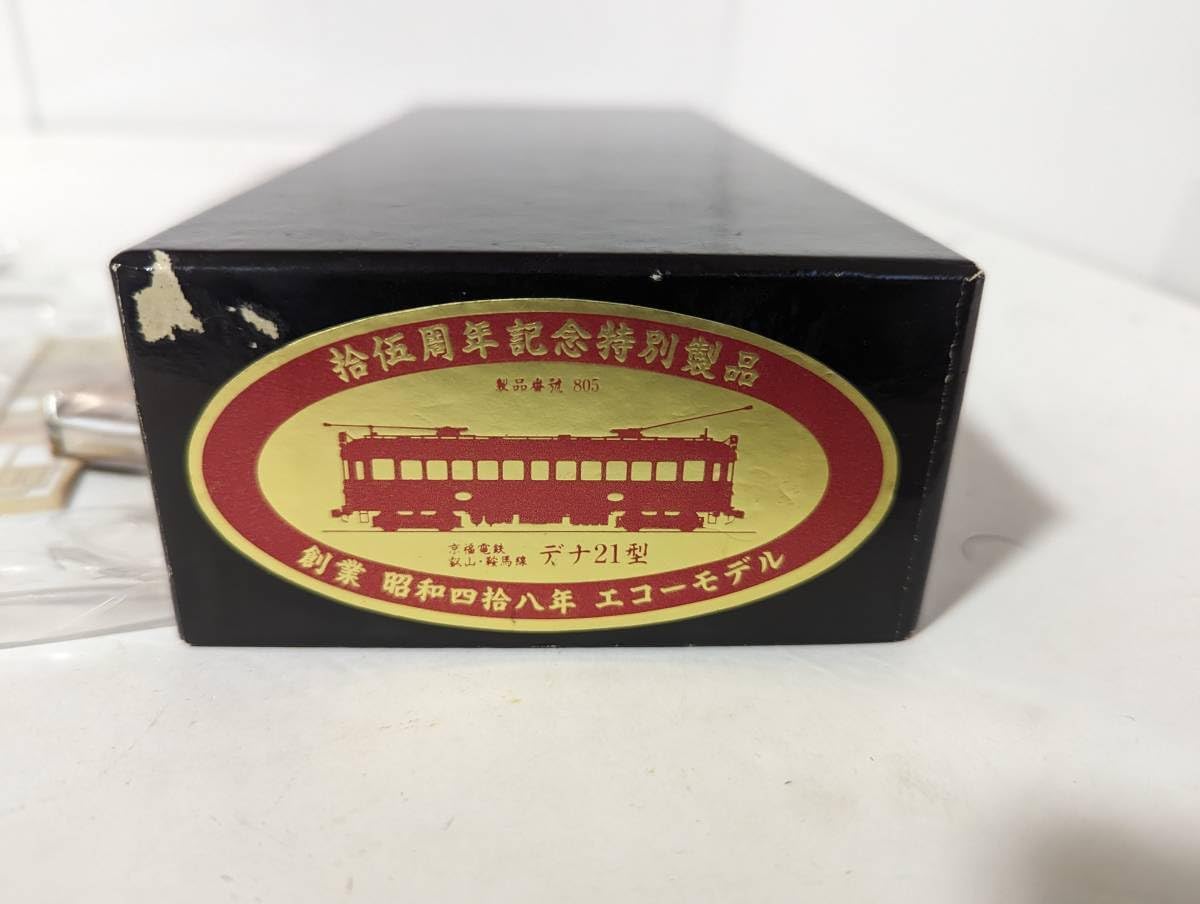 拾伍周年記念特別製品
製品番號 805
京福電鉄
叡山・鞍馬線 デナ21型
創業 昭和四拾八年 エコーモデル